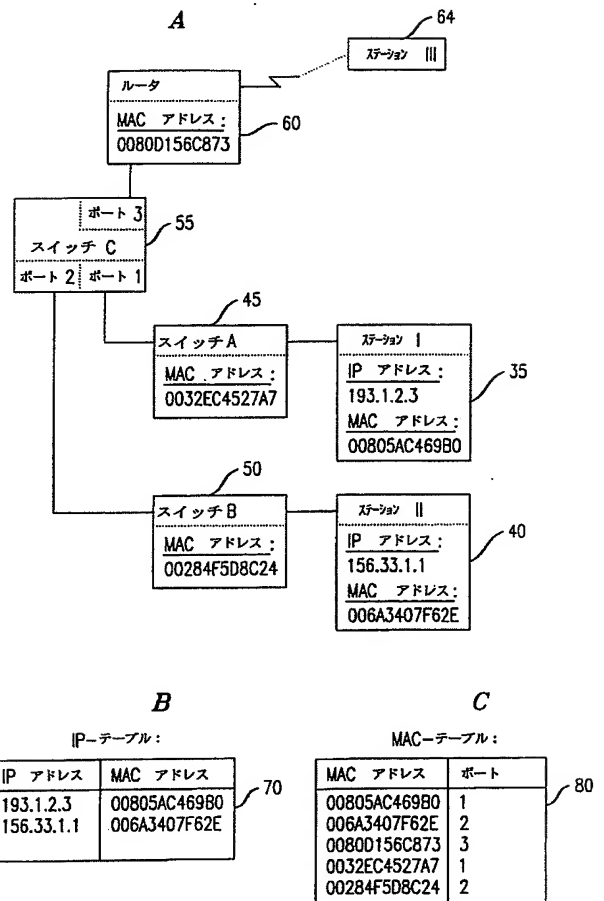 A
64
ステーション III
ルータ
MAC アドレス:
0080D156C873
60
ポート 3
55
スイッチ C
ポート 2 ポート 1
45
スイッチA
MAC アドレス:
0032EC4527A7
ステーション I
IP アドレス:
193.1.2.3
MAC アドレス:
00805AC469B0
35
50
スイッチB
MAC アドレス:
00284F5D8C24
ステーション II
IP アドレス:
156.33.1.1
MAC アドレス:
006A3407F62E
40
B
IP-テーブル:
IP アドレス MAC アドレス
193.1.2.3 00805AC469B0
156.33.1.1 006A3407F62E
70
C
MAC-テーブル:
MAC アドレス ポート
00805AC469B0 1
006A3407F62E 2
0080D156C873 3
0032EC4527A7 1
00284F5D8C24 2
80